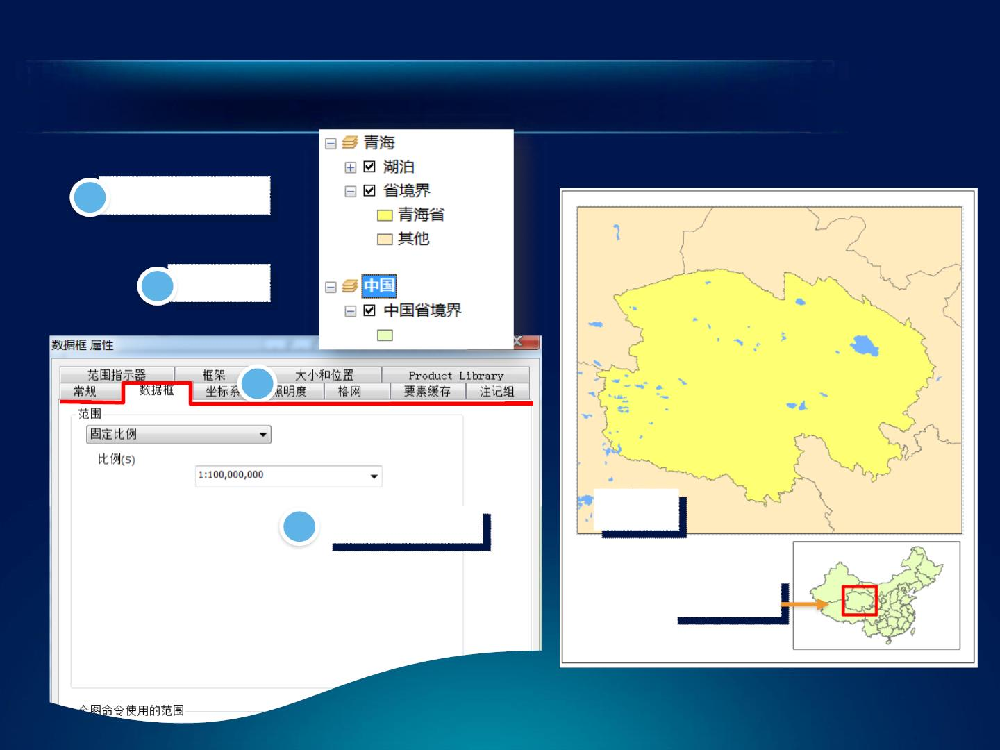 青海
湖泊
省境界
青海省
其他
中国
中国省境界
数据框 属性
范围指示器
框架
大小和位置
Product Library
常规
数据框
坐标系
照明度
格网
要素缓存
注记组
范围
固定比例
比例(S)
1:100,000,000
全图命令使用的范围